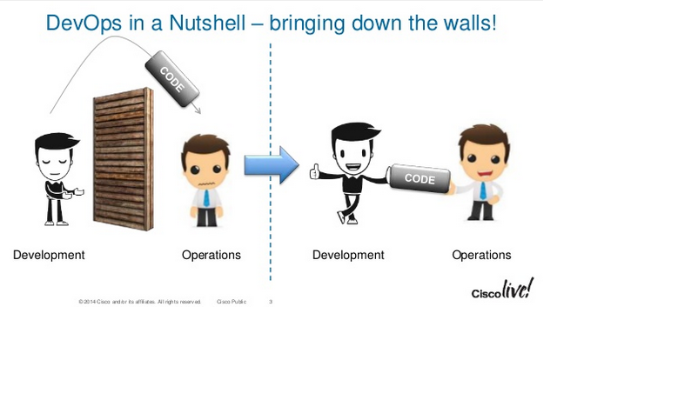 DevOps in a Nutshell – bringing down the walls!
CODE
CODE
Development
Operations
Development
Operations
©2014 Cisco and/or its affiliates. All rights reserved.
Cisco Public
3
Cisco live!